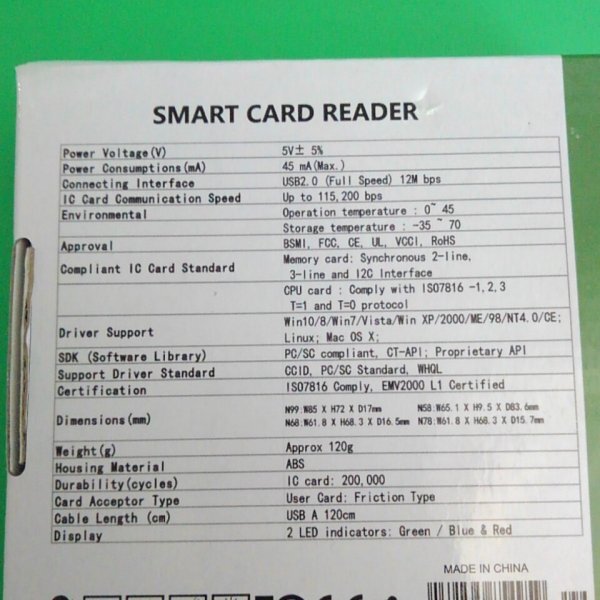 SMART CARD READER
Power Voltage(V) 5V± 5%
Power Consumptions(mA) 45 mA(Max.)
Connecting Interface USB2.0 (Full Speed) 12M bps
IC Card Communication Speed Up to 115,200 bps
Environmental Operation temperature : 0~ 45
Storage temperature : -35 ~ 70
Approval BSMI, FCC, CE, UL, VCCI, RoHS
Compliant IC Card Standard Memory card: Synchronous 2-line,
3-line and I2C Interface
CPU card : Comply with ISO7816 -1,2,3
T=1 and T=0 protocol
Driver Support Win10/8/Win7/Vista/Win XP/2000/ME/98/NT4.0/CE;
Linux; Mac OS X;
SDK (Software Library) PC/SC compliant, CT-API; Proprietary API
Support Driver Standard CCID, PC/SC Standard, WHQL
Certification ISO7816 Comply, EMV2000 L1 Certified
Dimensions(mm) N99:W85 X H72 X D17mm N58:W65.1 X H9.5 X D83.6mm
N68:W61.8 X H68.3 X D16.5mm N78:W61.8 X H68.3 X D15.7mm
Weight(g) Approx 120g
Housing Material ABS
Durability(cycles) IC card: 200,000
Card Acceptor Type User Card: Friction Type
Cable Length (cm) USB A 120cm
Display 2 LED indicators: Green / Blue & Red
MADE IN CHINA